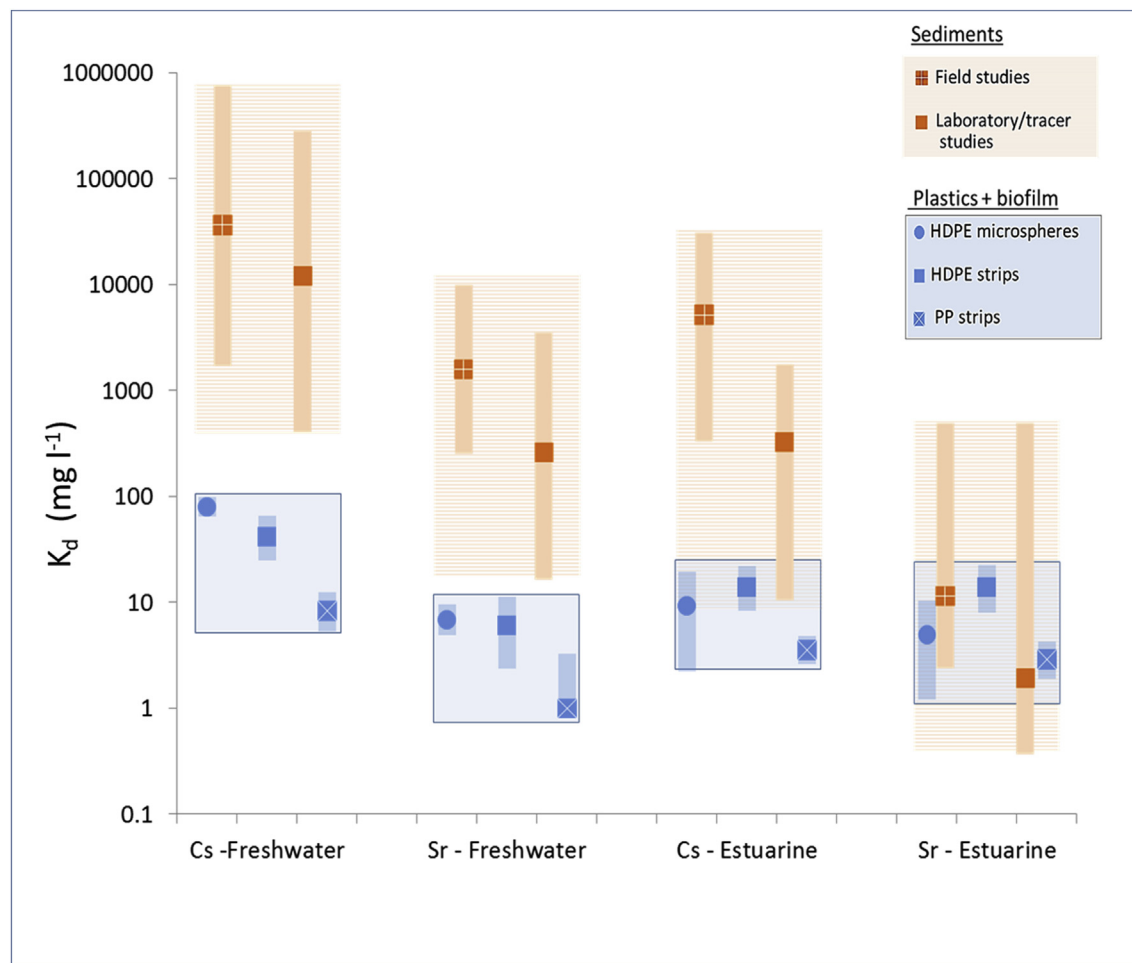 Sediments
Field studies
Laboratory/tracer
studies
Plastics + biofilm
HDPE microspheres
HDPE strips
PP strips
Kd (mg l-1)
1000000
100000
10000
1000
100
10
1
0.1
Cs -Freshwater
Sr - Freshwater
Cs - Estuarine
Sr - Estuarine